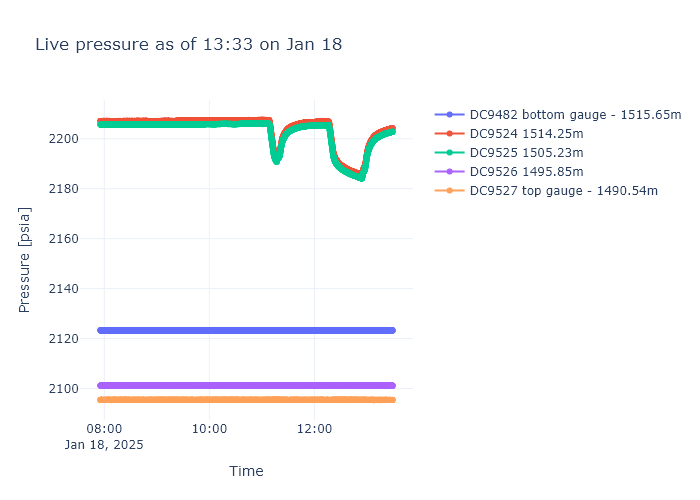 Live pressure as of 13:33 on Jan 18
DC9482 bottom gauge - 1515.65m
DC9524 1514.25m
DC9525 1505.23m
DC9526 1495.85m
DC9527 top gauge - 1490.54m
Pressure [psia]
2200
2180
2160
2140
2120
2100
08:00
10:00
12:00
Jan 18, 2025
Time